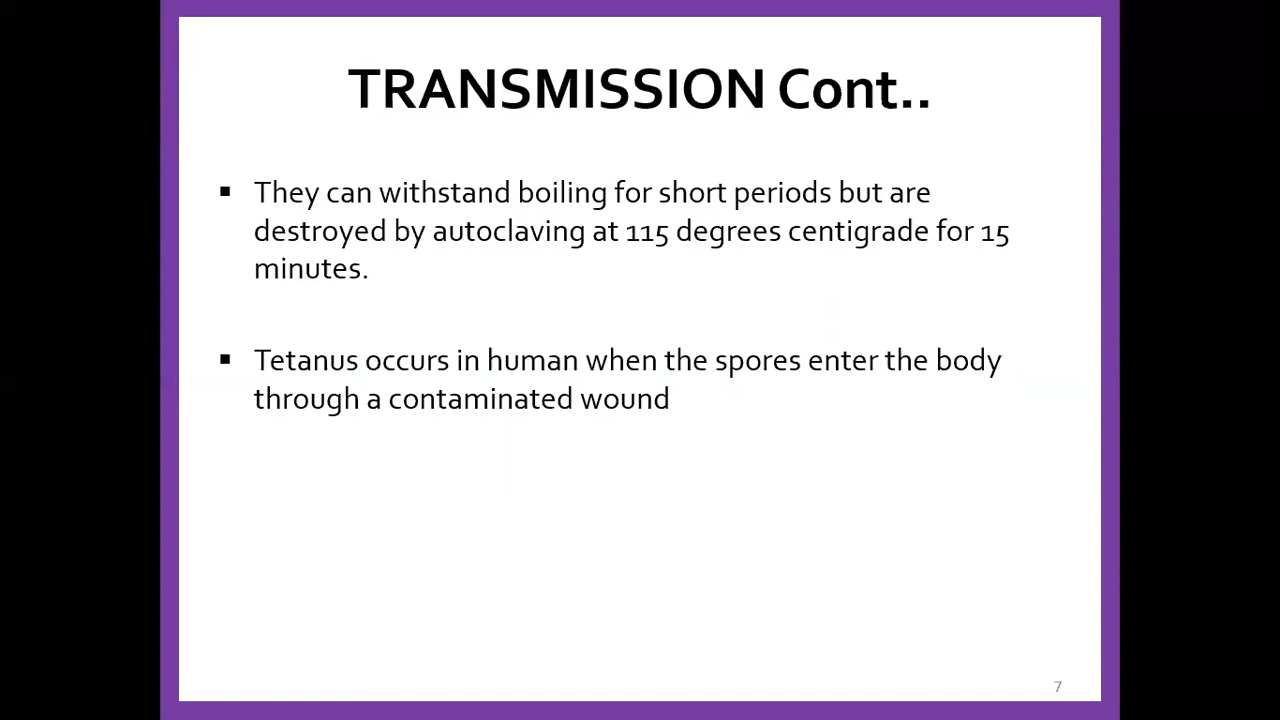 TRANSMISSION Cont..
▪ They can withstand boiling for short periods but are
destroyed by autoclaving at 115 degrees centigrade for 15
minutes.
▪ Tetanus occurs in human when the spores enter the body
through a contaminated wound
7